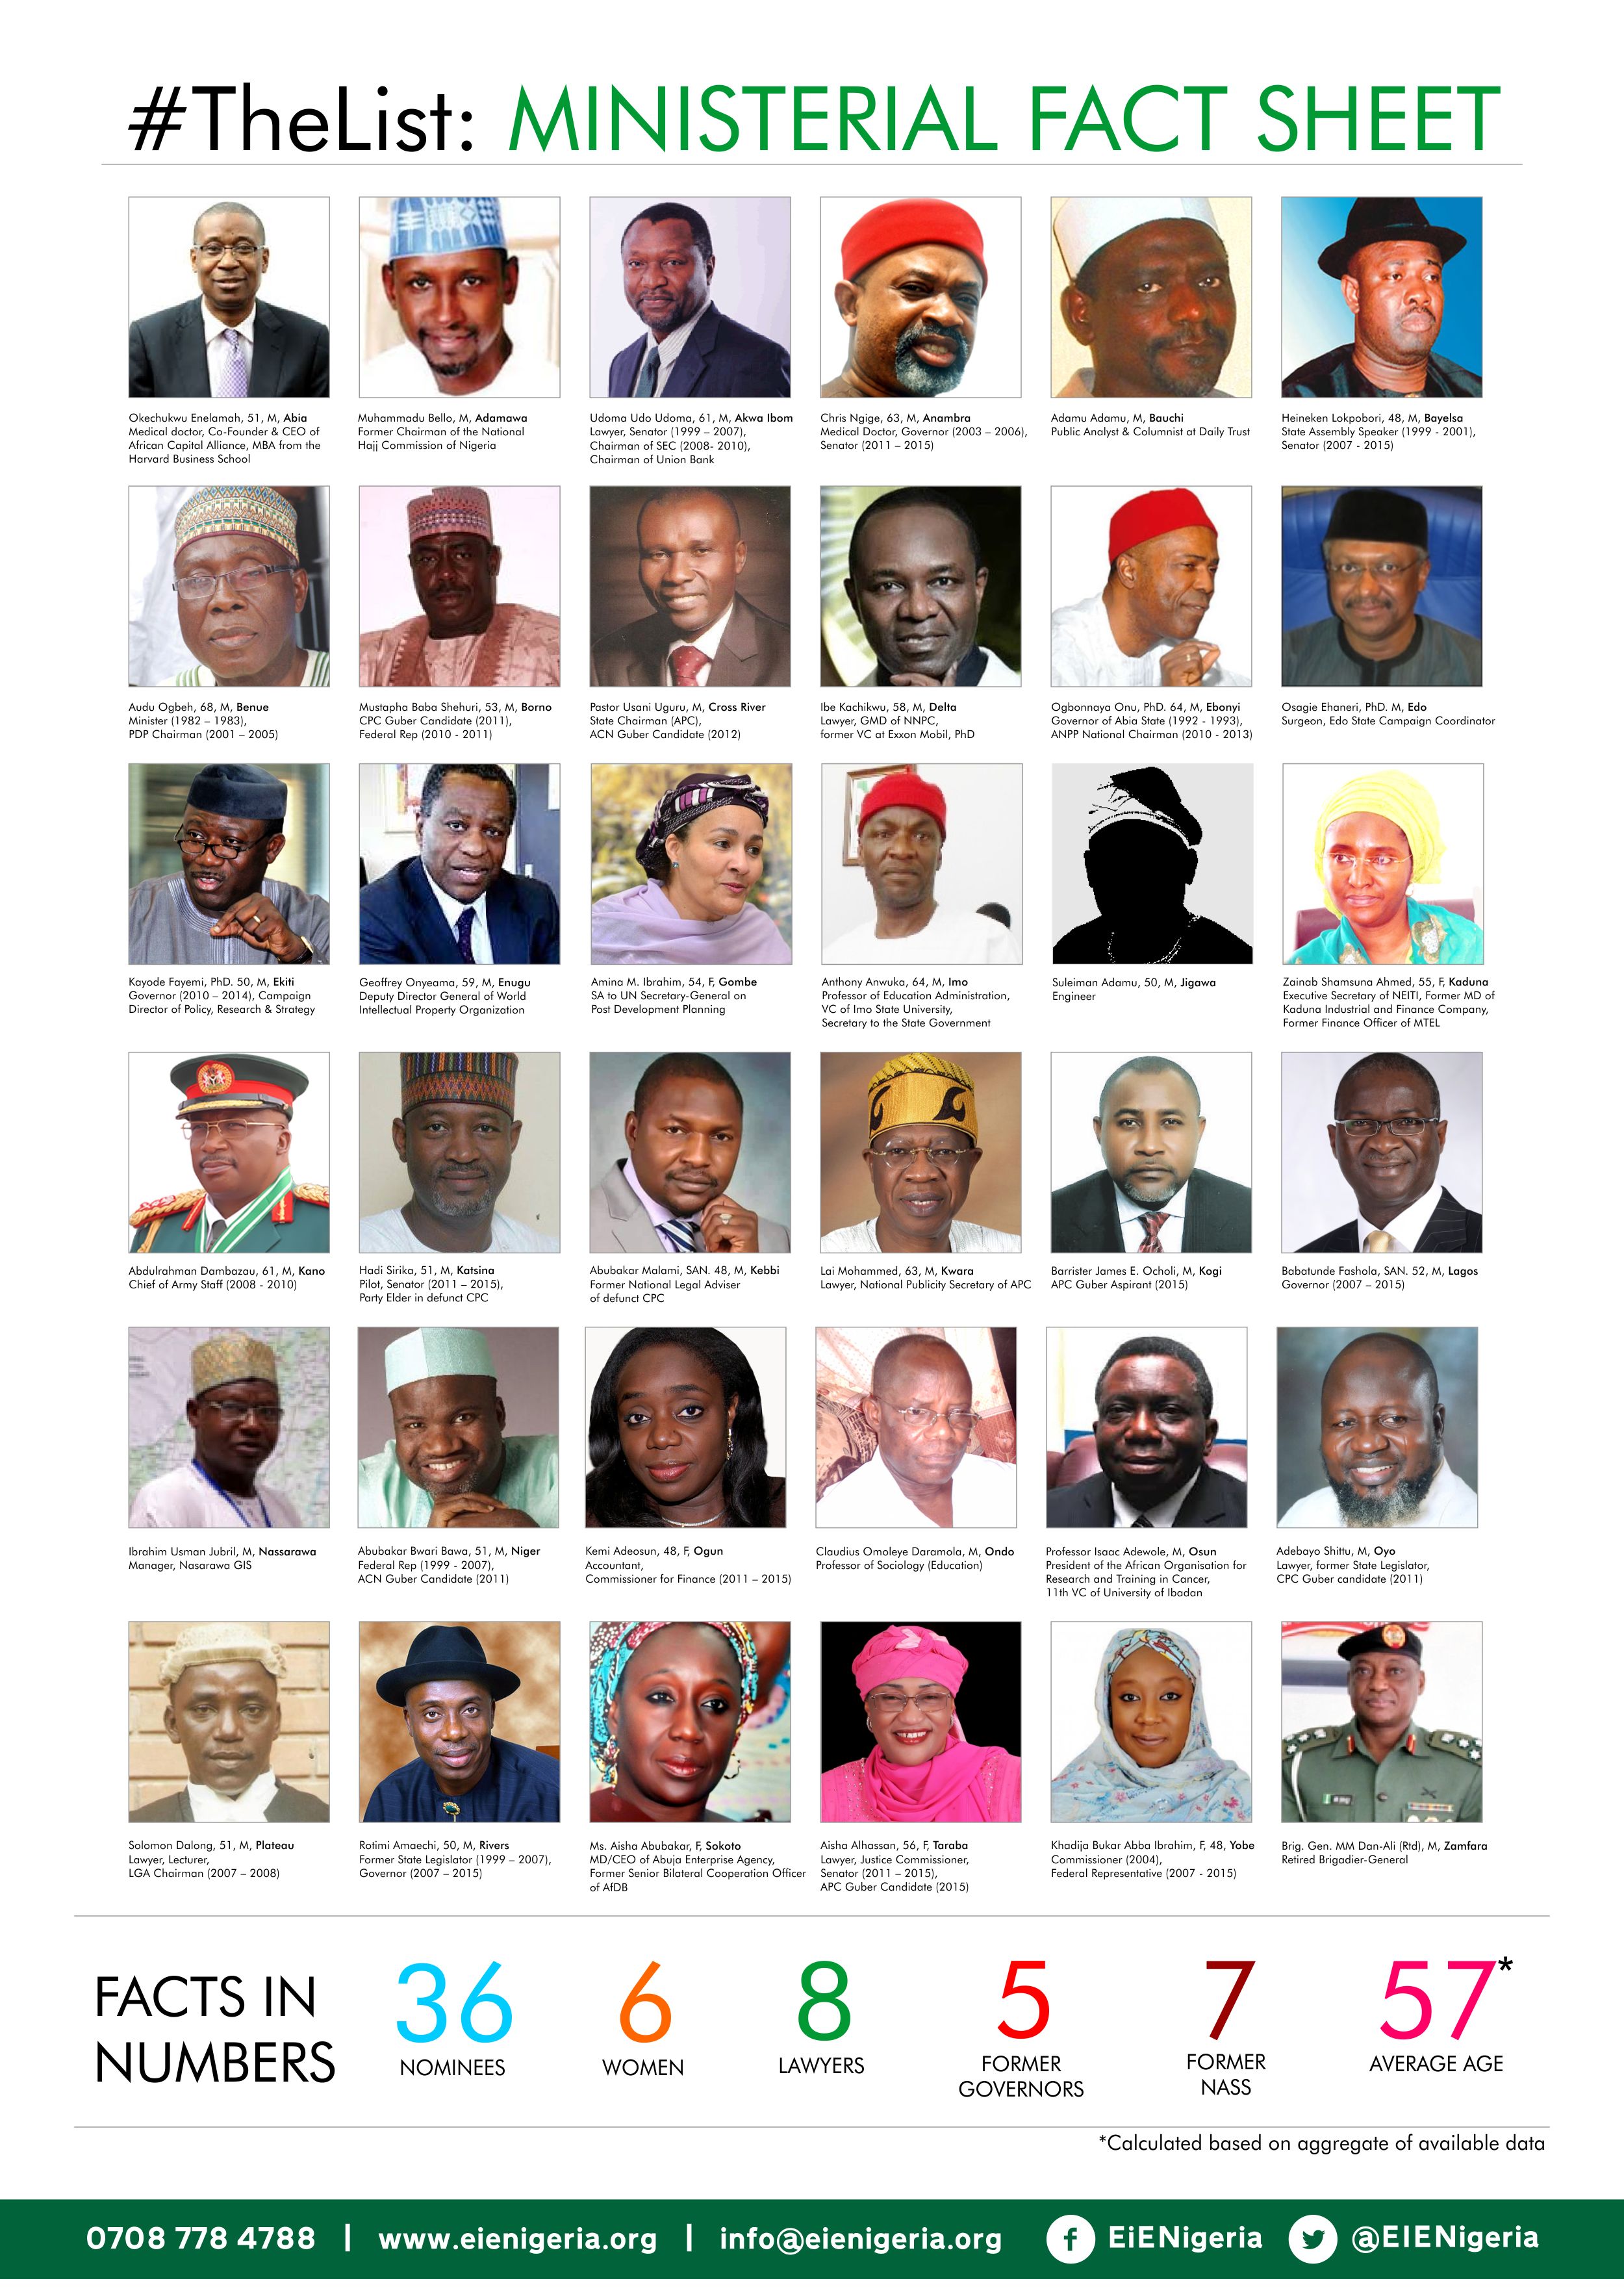 #TheList: MINISTERIAL FACT SHEET
Okechukwu Enelamah, 51, M, Abia
Medical doctor, Co-Founder & CEO of
African Capital Alliance, MBA from the
Harvard Business School
Muhammadu Bello, M, Adamawa
Former Chairman of the National
Hajj Commission of Nigeria
Udoma Udo Udoma, 61, M, Akwa Ibom
Lawyer, Senator (1999 – 2007),
Chairman of SEC (2008- 2010),
Chairman of Union Bank
Chris Ngige, 63, M, Anambra
Medical Doctor, Governor (2003 – 2006),
Senator (2011 – 2015)
Adamu Adamu, M, Bauchi
Public Analyst & Columnist at Daily Trust
Heineken Lokpobori, 48, M, Bayelsa
State Assembly Speaker (1999 - 2001),
Senator (2007 - 2015)
Audu Ogbeh, 68, M, Benue
Minister (1982 – 1983),
PDP Chairman (2001 – 2005)
Mustapha Baba Shehuri, 53, M, Borno
CPC Guber Candidate (2011),
Federal Rep (2010 - 2011)
Pastor Usani Uguru, M, Cross River
State Chairman (APC),
ACN Guber Candidate (2012)
Ibe Kachikwu, 58, M, Delta
Lawyer, GMD of NNPC,
former VC at Exxon Mobil, PhD
Ogbonnaya Onu, PhD. 64, M, Ebonyi
Governor of Abia State (1992 - 1993),
ANPP National Chairman (2010 - 2013)
Osagie Ehaneri, PhD. M, Edo
Surgeon, Edo State Campaign Coordinator
Kayode Fayemi, PhD. 50, M, Ekiti
Governor (2010 – 2014), Campaign
Director of Policy, Research & Strategy
Geoffrey Onyeama, 59, M, Enugu
Deputy Director General of World
Intellectual Property Organization
Amina M. Ibrahim, 54, F, Gombe
SA to UN Secretary-General on
Post Development Planning
Anthony Anwuka, 64, M, Imo
Professor of Education Administration,
VC of Imo State University,
Secretary to the State Government
Suleiman Adamu, 50, M, Jigawa
Engineer
Zainab Shamsuna Ahmed, 55, F, Kaduna
Executive Secretary of NEITI, Former MD of
Kaduna Industrial and Finance Company,
Former Finance Officer of MTEL
Abdulrahman Dambazau, 61, M, Kano
Chief of Army Staff (2008 - 2010)
Hadi Sirika, 51, M, Katsina
Pilot, Senator (2011 – 2015),
Party Elder in defunct CPC
Abubakar Malami, SAN. 48, M, Kebbi
Former National Legal Adviser
of defunct CPC
Lai Mohammed, 63, M, Kwara
Lawyer, National Publicity Secretary of APC
Barrister James E. Ocholi, M, Kogi
APC Guber Aspirant (2015)
Babatunde Fashola, SAN. 52, M, Lagos
Governor (2007 – 2015)
Ibrahim Usman Jubril, M, Nassarawa
Manager, Nasarawa GIS
Abubakar Bwari Bawa, 51, M, Niger
Federal Rep (1999 - 2007),
ACN Guber Candidate (2011)
Kemi Adeosun, 48, F, Ogun
Accountant,
Commissioner for Finance (2011 – 2015)
Claudius Omoleye Daramola, M, Ondo
Professor of Sociology (Education)
Professor Isaac Adewole, M, Osun
President of the African Organisation for
Research and Training in Cancer,
11th VC of University of Ibadan
Adebayo Shittu, M, Oyo
Lawyer, former State Legislator,
CPC Guber candidate (2011)
Solomon Dalong, 51, M, Plateau
Lawyer, Lecturer,
LGA Chairman (2007 – 2008)
Rotimi Amaechi, 50, M, Rivers
Former State Legislator (1999 – 2007),
Governor (2007 – 2015)
Ms. Aisha Abubakar, F, Sokoto
MD/CEO of Abuja Enterprise Agency,
Former Senior Bilateral Cooperation Officer
of AfDB
Aisha Alhassan, 56, F, Taraba
Lawyer, Justice Commissioner,
Senator (2011 – 2015),
APC Guber Candidate (2015)
Khadija Bukar Abba Ibrahim, F, 48, Yobe
Commissioner (2004),
Federal Representative (2007 - 2015)
Brig. Gen. MM Dan-Ali (Rtd), M, Zamfara
Retired Brigadier-General
FACTS IN
NUMBERS
36
NOMINEES
6
WOMEN
8
LAWYERS
5
FORMER
GOVERNORS
7
FORMER
NASS
57*
AVERAGE AGE
*Calculated based on aggregate of available data
0708 778 4788 | www.eienigeria.org | info@eienigeria.org EiENigeria @EIENigeria